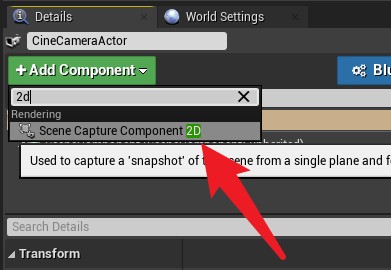 Details
World Settings
CineCameraActor
+ Add Component
Blu
2d
Rendering
Scene Capture Component 2D
Used to capture a 'snapshot' of the scene from a single plane and f
Search Details
Transform